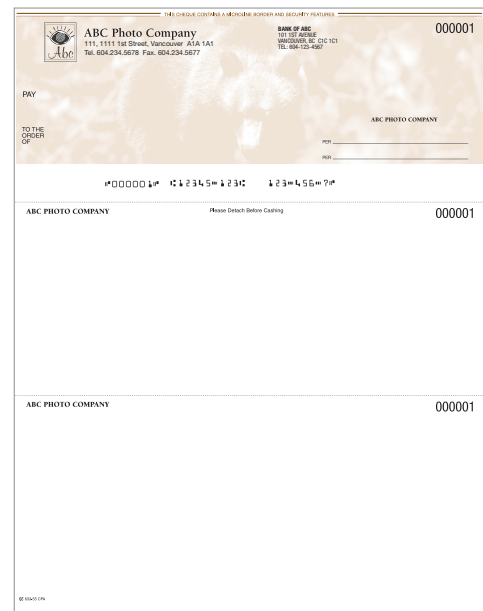 THIS CHEQUE CONTAINS A MICROLINE BORDER AND SECURITY FEATURES
Abc
ABC Photo Company
111, 1111 1st Street, Vancouver A1A 1A1
Tel. 604.234.5678 Fax. 604.234.5677
BANK OF ABC
101 1ST AVENUE
VANCOUVER, BC C1C 1C1
TEL: 604-123-4567
000001
PAY
ABC PHOTO COMPANY
TO THE
ORDER
OF
PER
PER
⑈000001⑈ ⑆12345⑉123⑆ 123⑉456⑉7⑈
ABC PHOTO COMPANY
Please Detach Before Cashing
000001
ABC PHOTO COMPANY
000001